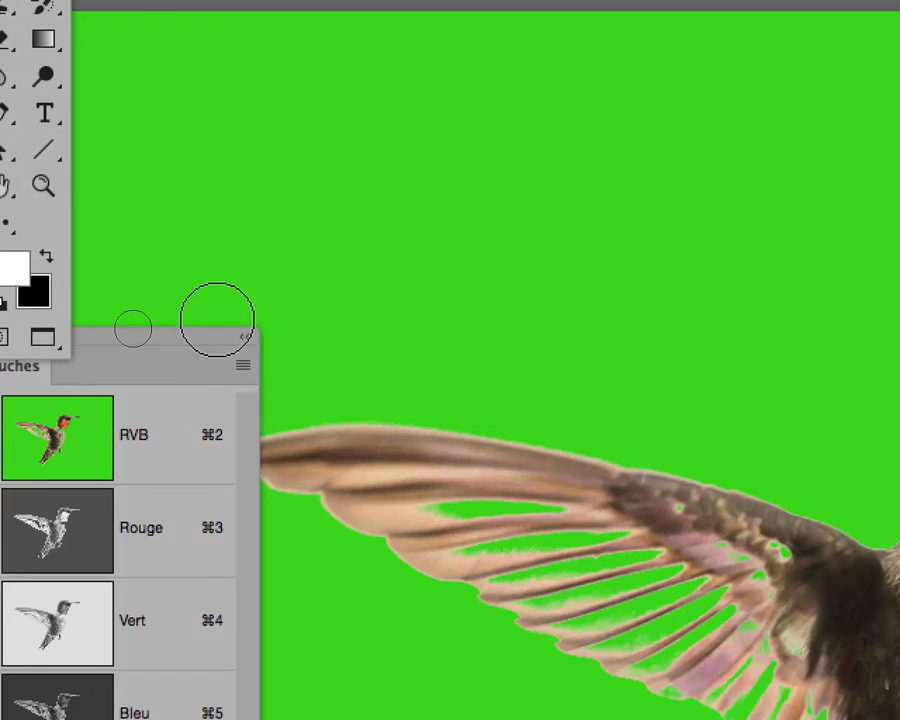 T
uches
RVB ⌘2
Rouge ⌘3
Vert ⌘4
Bleu ⌘5